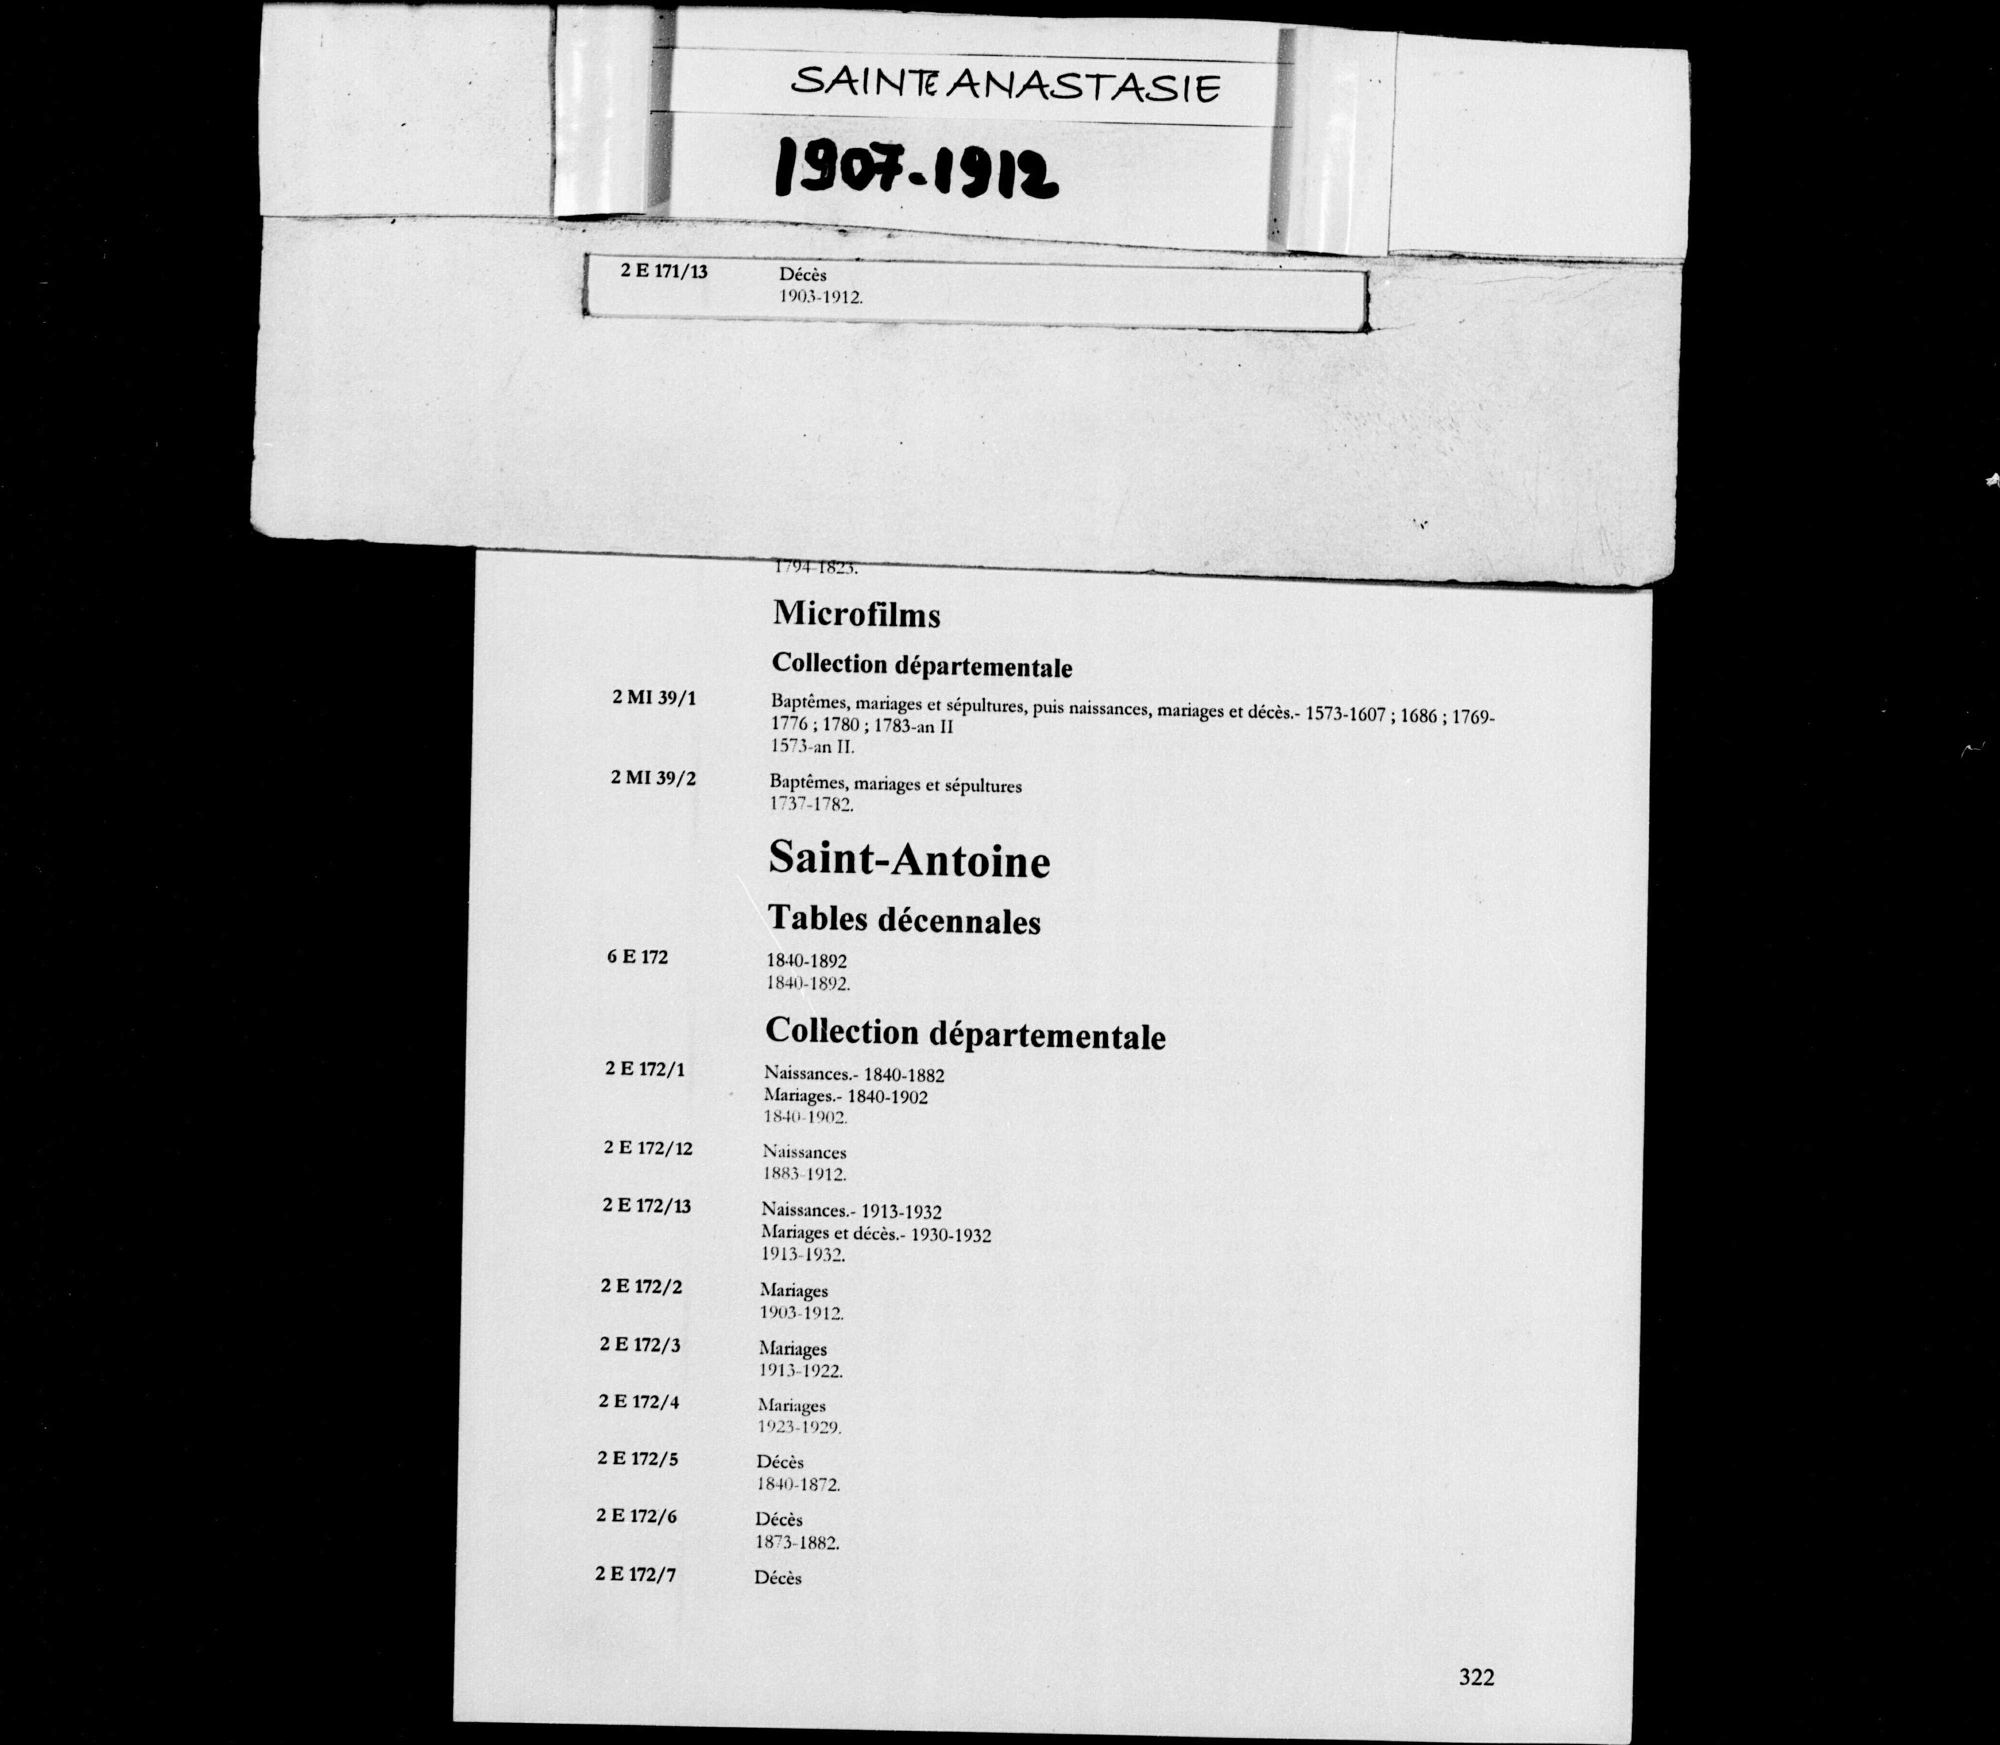 SAINTE ANASTASIE
1907-1912
2 E 171/13 Décès
1903-1912.
1794-1823.
Microfilms
Collection départementale
2 MI 39/1 Baptêmes, mariages et sépultures, puis naissances, mariages et décès.- 1573-1607 ; 1686 ; 1769-
1776 ; 1780 ; 1783-an II
1573-an II.
2 MI 39/2 Baptêmes, mariages et sépultures
1737-1782.
Saint-Antoine
Tables décennales
6 E 172 1840-1892
1840-1892.
Collection départementale
2 E 172/1 Naissances.- 1840-1882
Mariages.- 1840-1902
1840-1902.
2 E 172/12 Naissances
1883-1912.
2 E 172/13 Naissances.- 1913-1932
Mariages et décès.- 1930-1932
1913-1932.
2 E 172/2 Mariages
1903-1912.
2 E 172/3 Mariages
1913-1922.
2 E 172/4 Mariages
1923-1929.
2 E 172/5 Décès
1840-1872.
2 E 172/6 Décès
1873-1882.
2 E 172/7 Décès
322